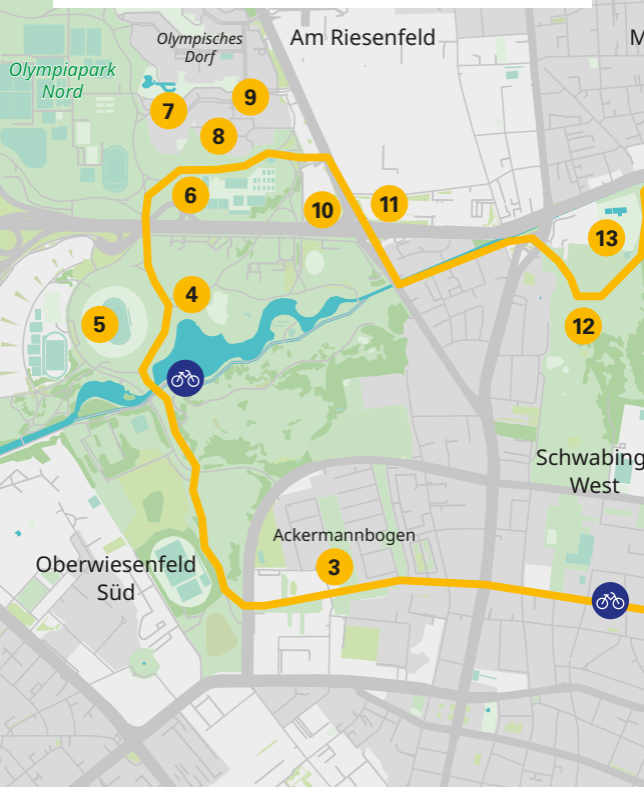 Olympisches
Dorf
Am Riesenfeld
M
Olympiapark
Nord
9
7
8
6
10
11
13
4
5
12
Schwabing
West
Ackermannbogen
3
Oberwiesenfeld
Süd